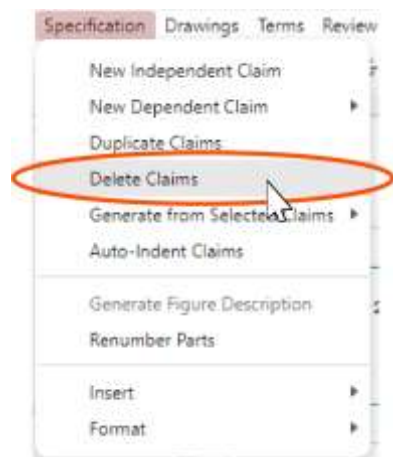 Specification Drawings Terms Review
New Independent Claim
New Dependent Claim
Duplicate Claims
Delete Claims
Generate from Selected Claims
Auto-Indent Claims
Generate Figure Description
Renumber Parts
Insert
Format